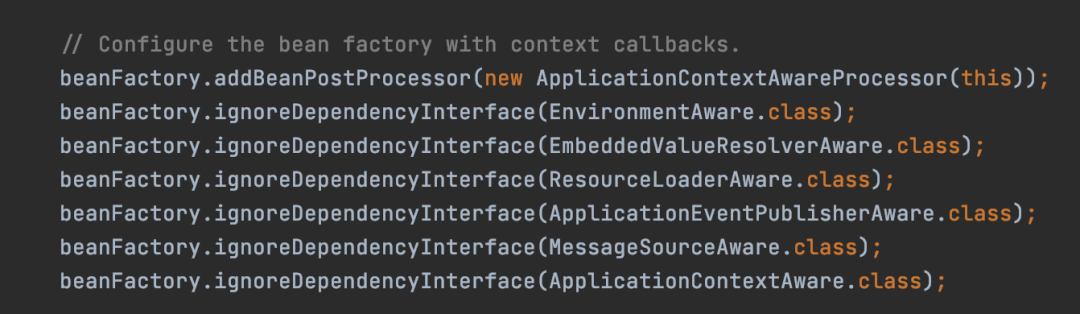 // Configure the bean factory with context callbacks.
beanFactory.addBeanPostProcessor(new ApplicationContextAwareProcessor(this));
beanFactory.ignoreDependencyInterface(EnvironmentAware.class);
beanFactory.ignoreDependencyInterface(EmbeddedValueResolverAware.class);
beanFactory.ignoreDependencyInterface(ResourceLoaderAware.class);
beanFactory.ignoreDependencyInterface(ApplicationEventPublisherAware.class);
beanFactory.ignoreDependencyInterface(MessageSourceAware.class);
beanFactory.ignoreDependencyInterface(ApplicationContextAware.class);